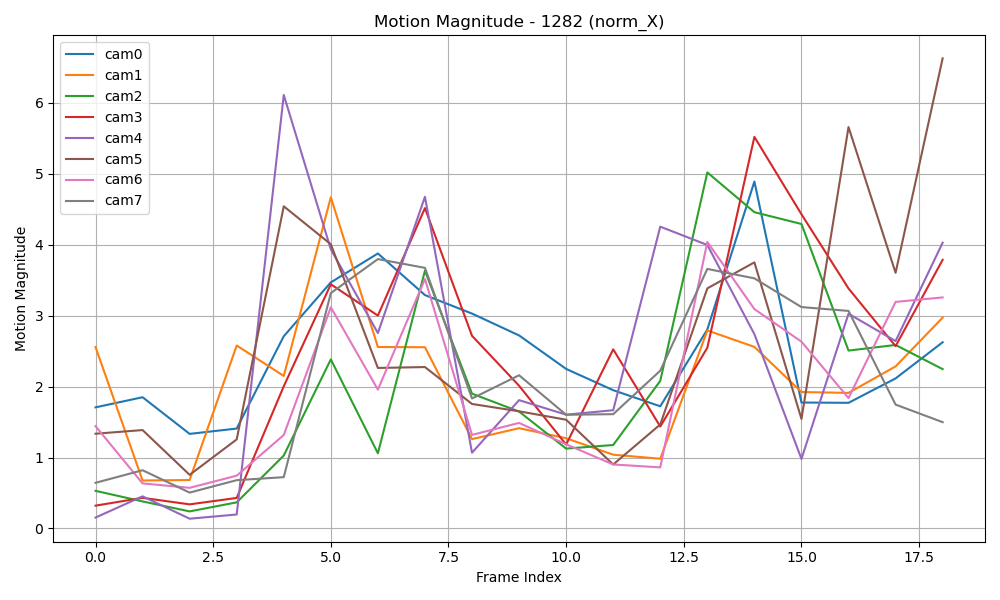 Motion Magnitude - 1282 (norm_X)
cam0
cam1
cam2
cam3
cam4
cam5
cam6
cam7
Motion Magnitude
6
5
4
3
2
1
0
0.0 2.5 5.0 7.5 10.0 12.5 15.0 17.5
Frame Index